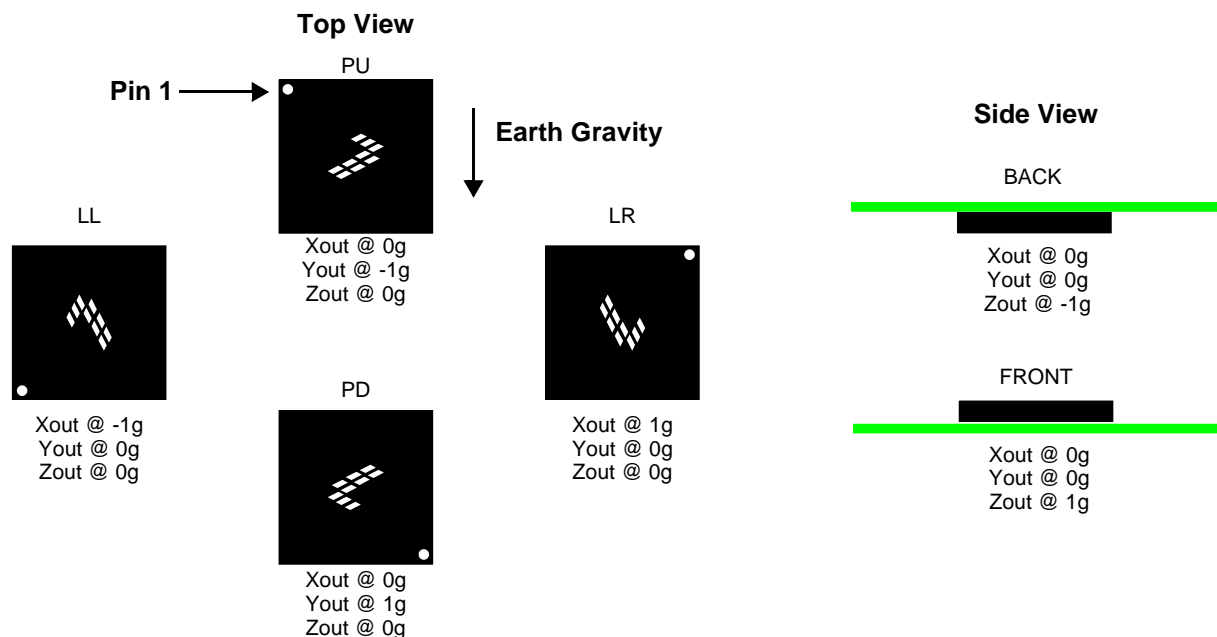 Top View
PU
Pin 1
Earth Gravity
Xout @ 0g
Yout @ -1g
Zout @ 0g
LL
Xout @ -1g
Yout @ 0g
Zout @ 0g
LR
Xout @ 1g
Yout @ 0g
Zout @ 0g
PD
Xout @ 0g
Yout @ 1g
Zout @ 0g
Side View
BACK
Xout @ 0g
Yout @ 0g
Zout @ -1g
FRONT
Xout @ 0g
Yout @ 0g
Zout @ 1g